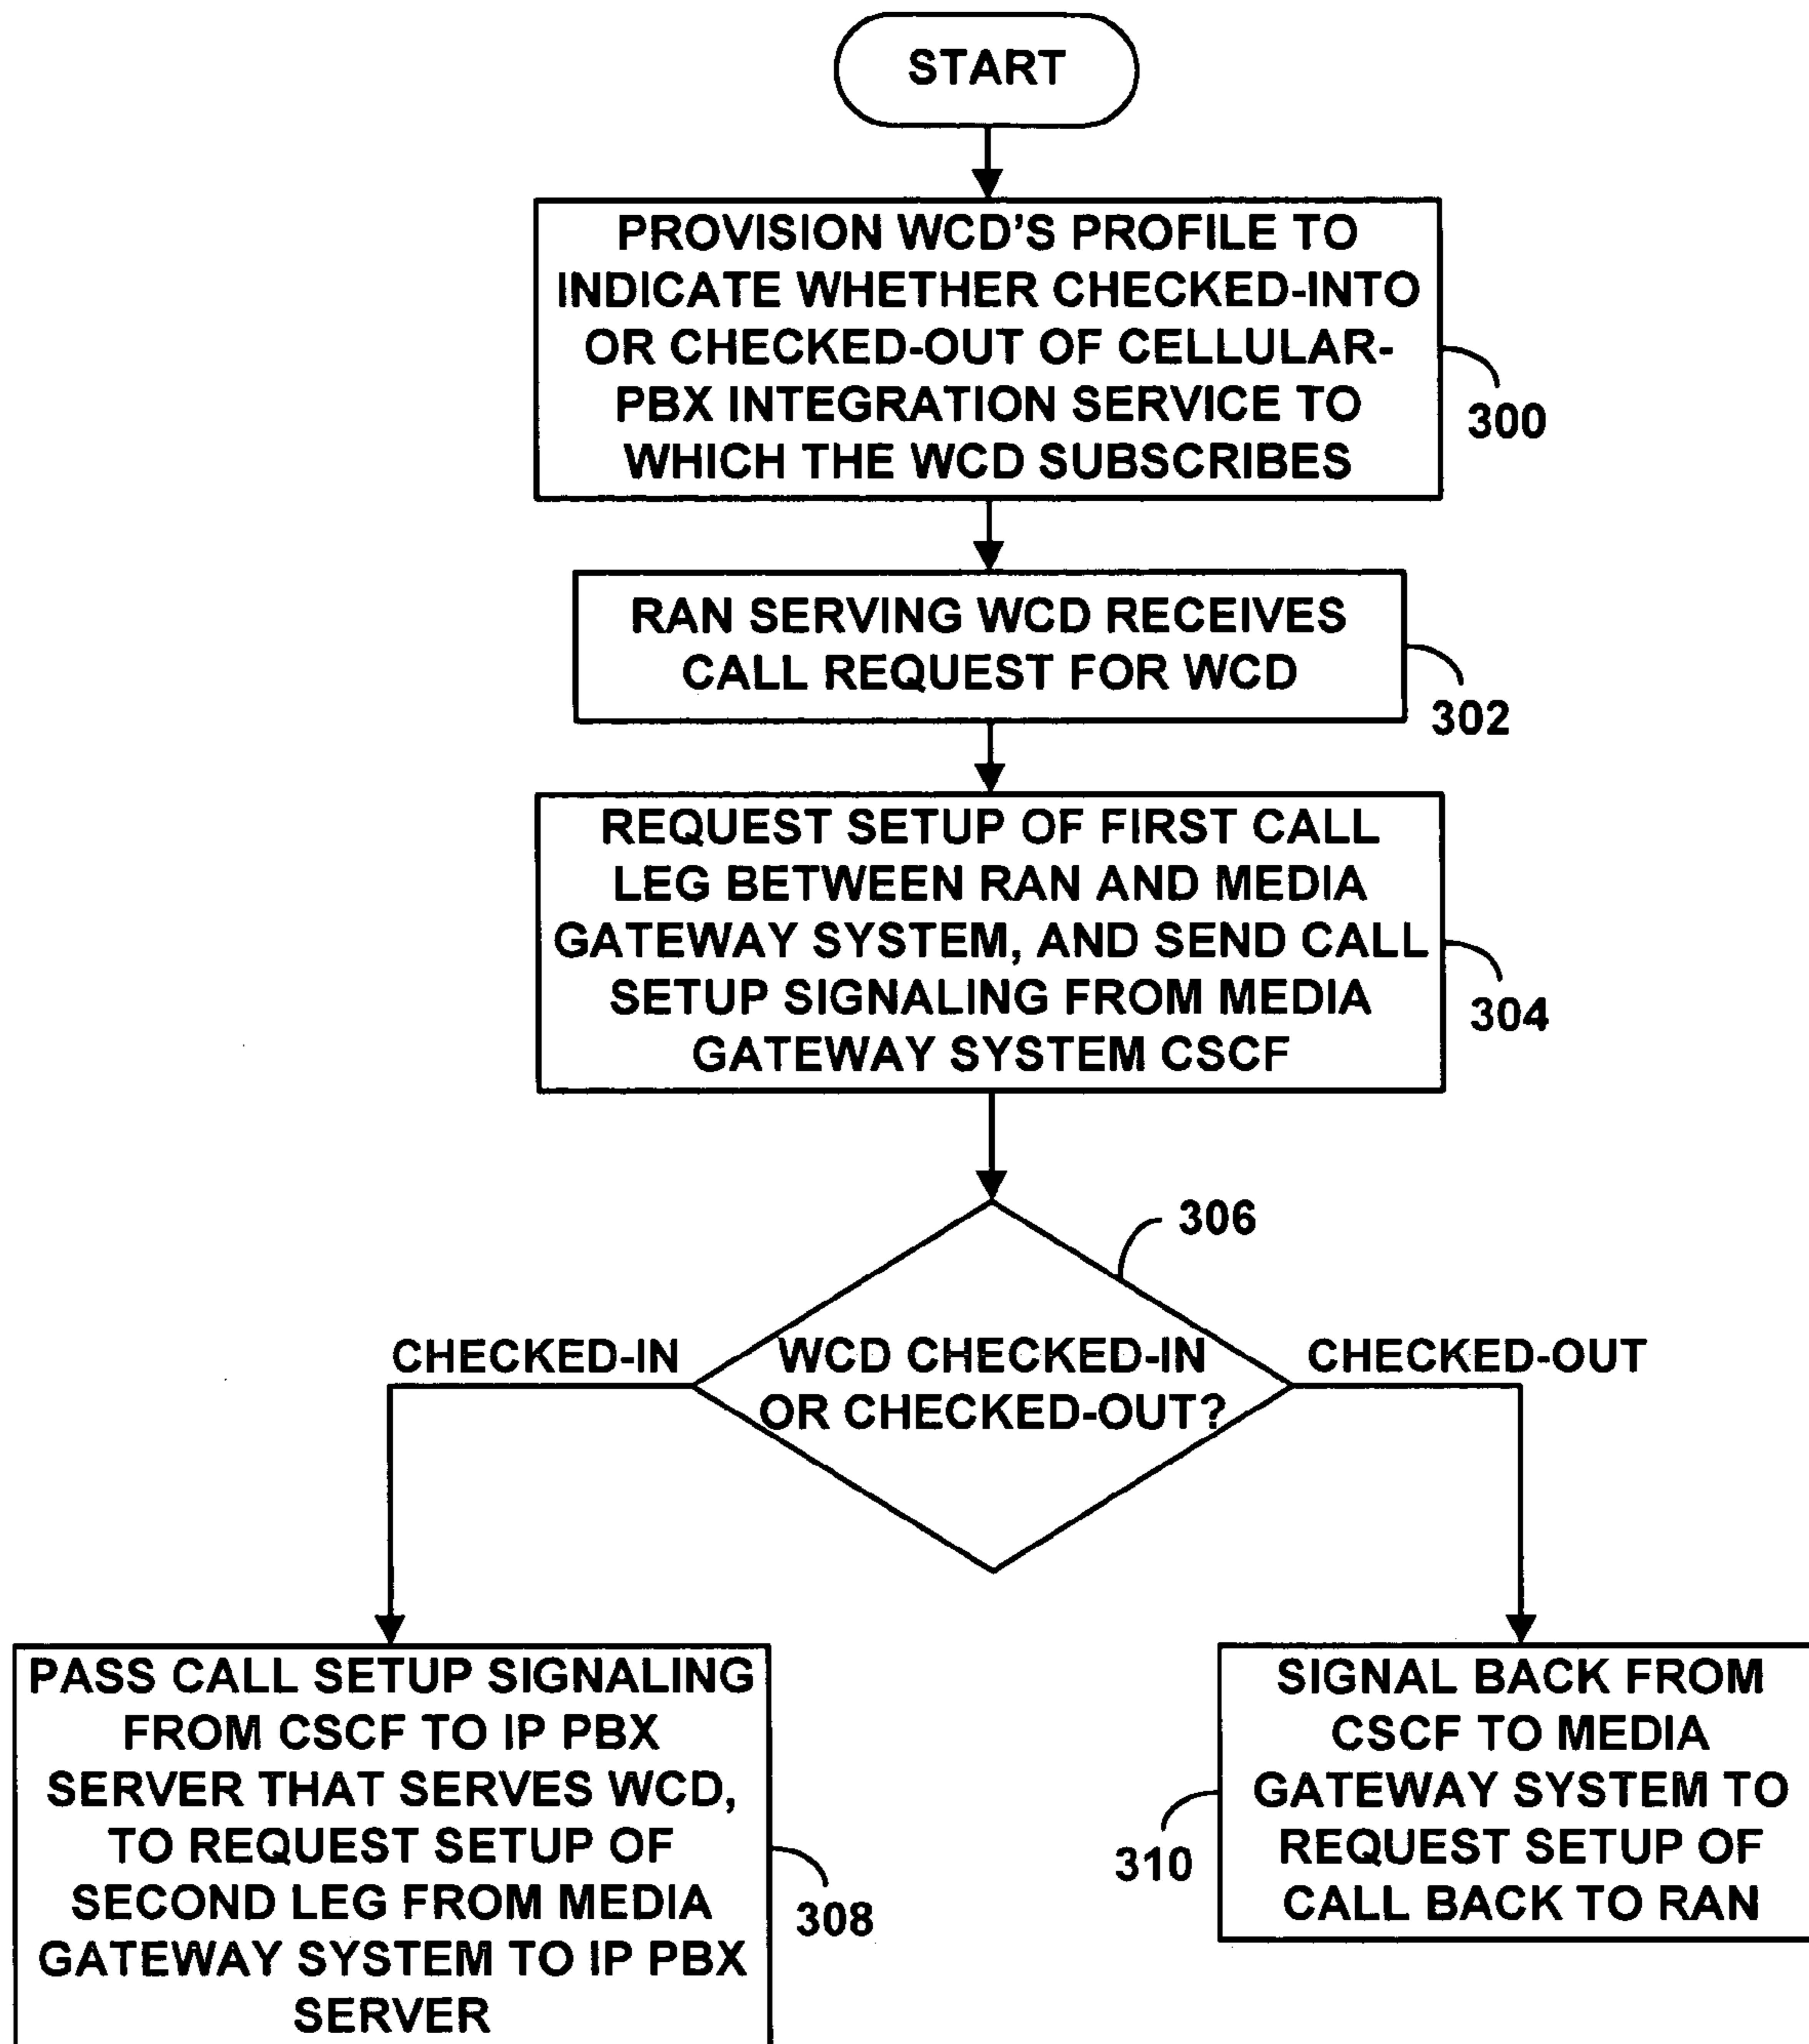 START
PROVISION WCD'S PROFILE TO
INDICATE WHETHER CHECKED-INTO
OR CHECKED-OUT OF CELLULAR-
PBX INTEGRATION SERVICE TO
WHICH THE WCD SUBSCRIBES
300
RAN SERVING WCD RECEIVES
CALL REQUEST FOR WCD
302
REQUEST SETUP OF FIRST CALL
LEG BETWEEN RAN AND MEDIA
GATEWAY SYSTEM, AND SEND CALL
SETUP SIGNALING FROM MEDIA
GATEWAY SYSTEM CSCF
304
306
WCD CHECKED-IN
OR CHECKED-OUT?
CHECKED-IN
CHECKED-OUT
PASS CALL SETUP SIGNALING
FROM CSCF TO IP PBX
SERVER THAT SERVES WCD,
TO REQUEST SETUP OF
SECOND LEG FROM MEDIA
GATEWAY SYSTEM TO IP PBX
SERVER
308
SIGNAL BACK FROM
CSCF TO MEDIA
GATEWAY SYSTEM TO
REQUEST SETUP OF
CALL BACK TO RAN
310